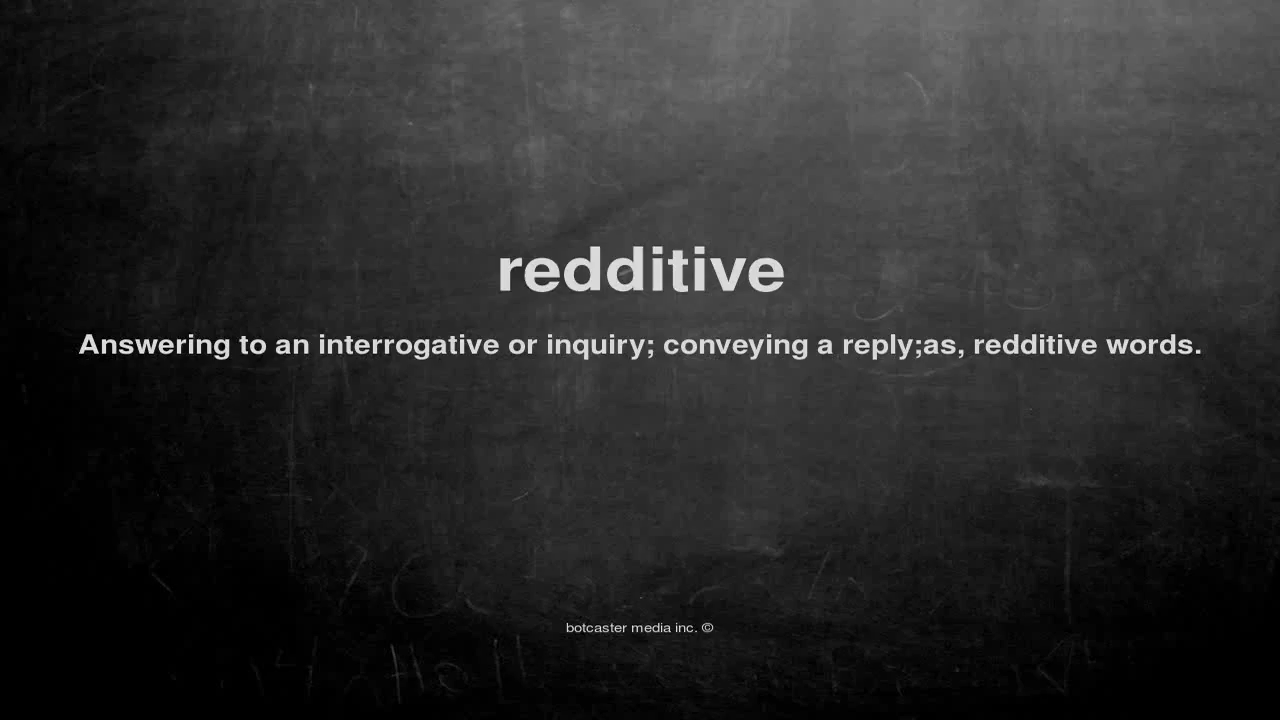 redditive
Answering to an interrogative or inquiry; conveying a reply;as, redditive words.
botcaster media inc. ©